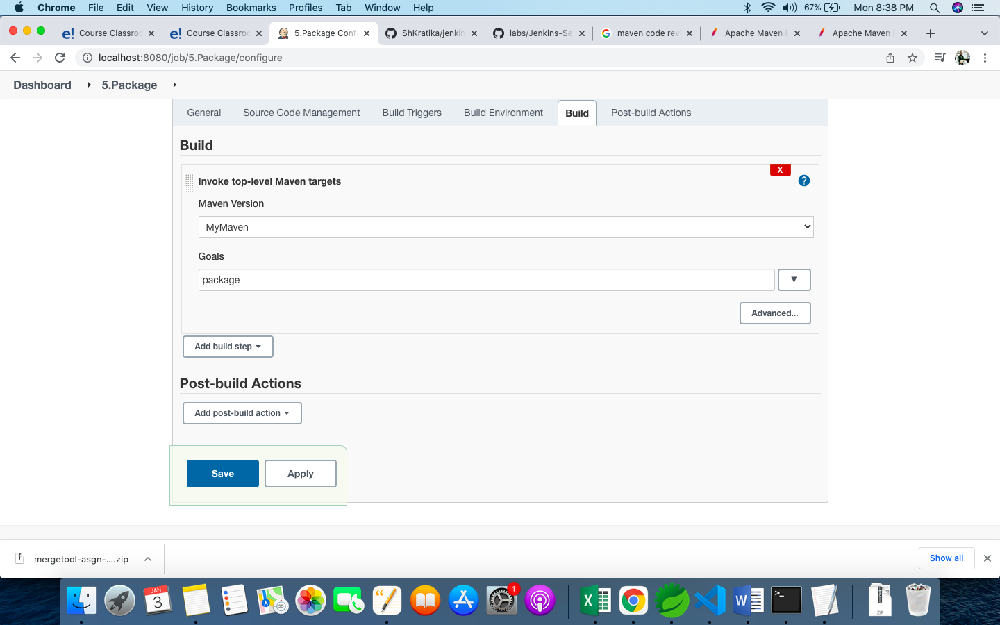 Chrome File Edit View History Bookmarks Profiles Tab Window Help 67% Mon 8:38 PM
e! Course Classroo e! Course Classroo 5.Package Conf ShKratika/jenkin labs/Jenkins-Se maven code rev Apache Maven Apache Maven
localhost:8080/job/5.Package/configure
Dashboard 5.Package
General Source Code Management Build Triggers Build Environment Build Post-build Actions
Build
X
Invoke top-level Maven targets ?
Maven Version
MyMaven
Goals
package
Advanced...
Add build step
Post-build Actions
Add post-build action
Save Apply
mergetool-asgn-....zip Show all
JAN
3
3D
1
X
W
>_
ZIP